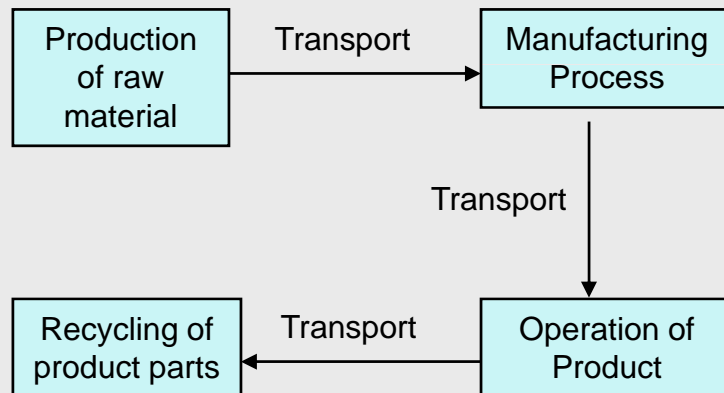 Production
of raw
material
Transport
Manufacturing
Process
Transport
Operation of
Product
Transport
Recycling of
product parts